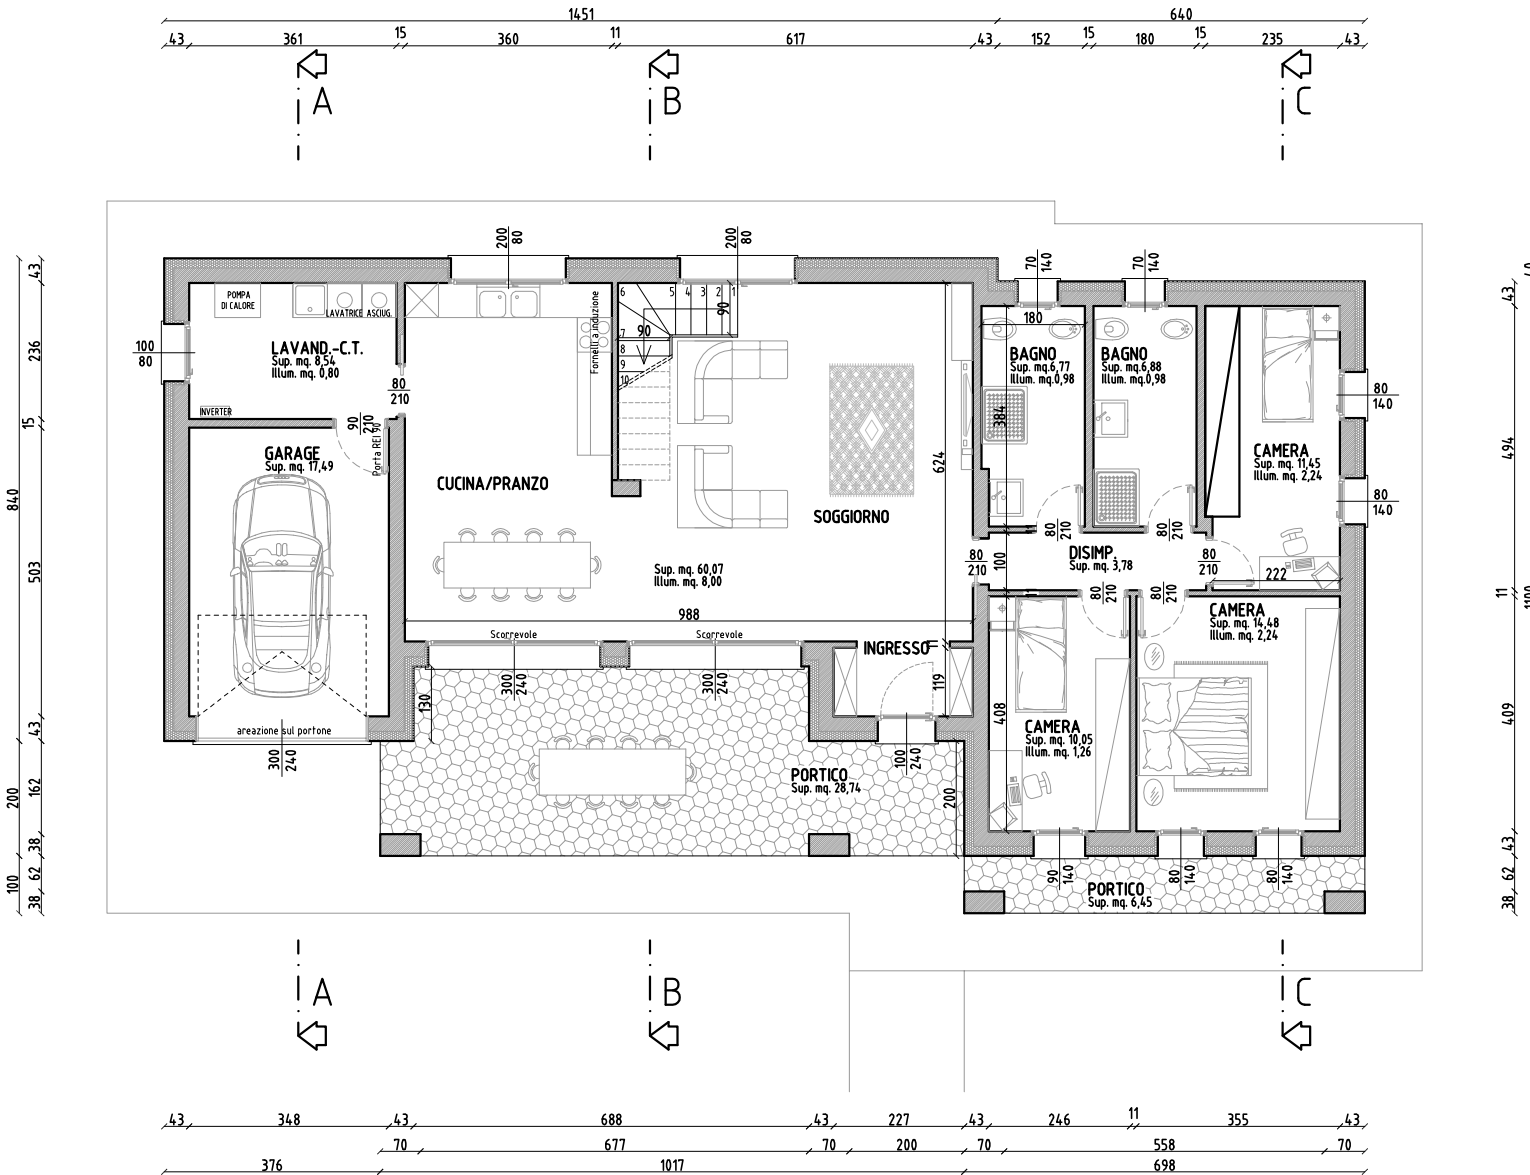 1451
640
43
361
15
360
11
617
43
152
15
180
15
235
43
A
B
C
200
80
200
80
70
140
70
140
POMPA
DI CALORE
LAVATRICE
ASCIUG.
6
5
4
3
2
1
7
8
9
10
90
90
Fornelli a induzione
100
80
LAVAND.-C.T.
Sup. mq. 8,54
Illum. mq. 0,80
80
210
INVERTER
90
210
Porta REI 90
GARAGE
Sup. mq. 17,49
CUCINA/PRANZO
SOGGIORNO
Sup. mq. 60,07
Illum. mq. 8,00
624
988
180
BAGNO
Sup. mq.6,77
Illum. mq.0,98
384
BAGNO
Sup. mq.6,88
Illum. mq.0,98
80
140
CAMERA
Sup. mq. 11,45
Illum. mq. 2,24
80
140
80
210
80
210
80
210
DISIMP.
Sup. mq. 3,78
100
80
210
222
80
210
80
210
CAMERA
Sup. mq. 14,48
Illum. mq. 2,24
Scorrevole
Scorrevole
INGRESSO
119
300
240
300
240
130
areazione sul portone
300
240
100
240
408
CAMERA
Sup. mq. 10,05
Illum. mq. 1,26
PORTICO
Sup. mq. 28,74
200
90
140
80
140
80
140
PORTICO
Sup. mq. 6,45
43
236
15
840
503
43
162
200
38
62
100
38
43
494
11
1100
409
43
62
38
A
B
C
43
348
43
688
43
227
43
246
11
355
43
70
677
70
200
70
558
70
376
1017
698